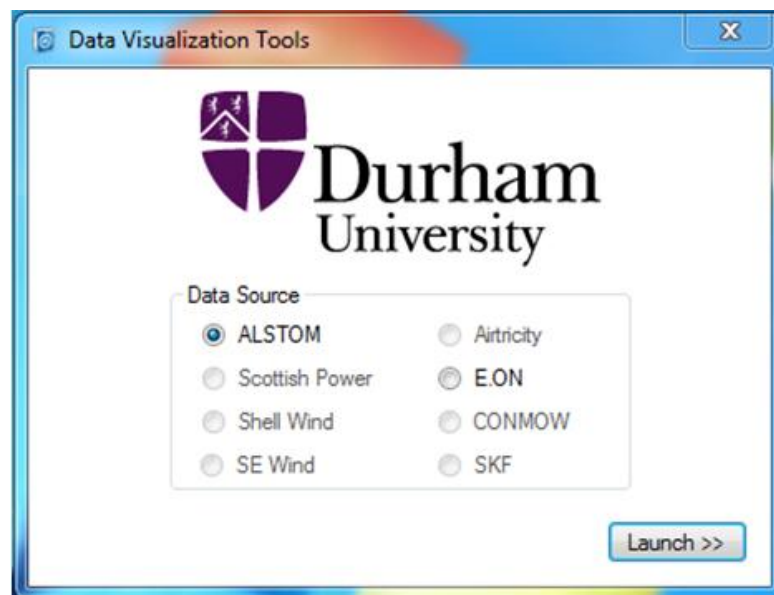 Data Visualization Tools
Durham
University
Data Source
ALSTOM
Airtricity
Scottish Power
E.ON
Shell Wind
CONMOW
SE Wind
SKF
Launch >>